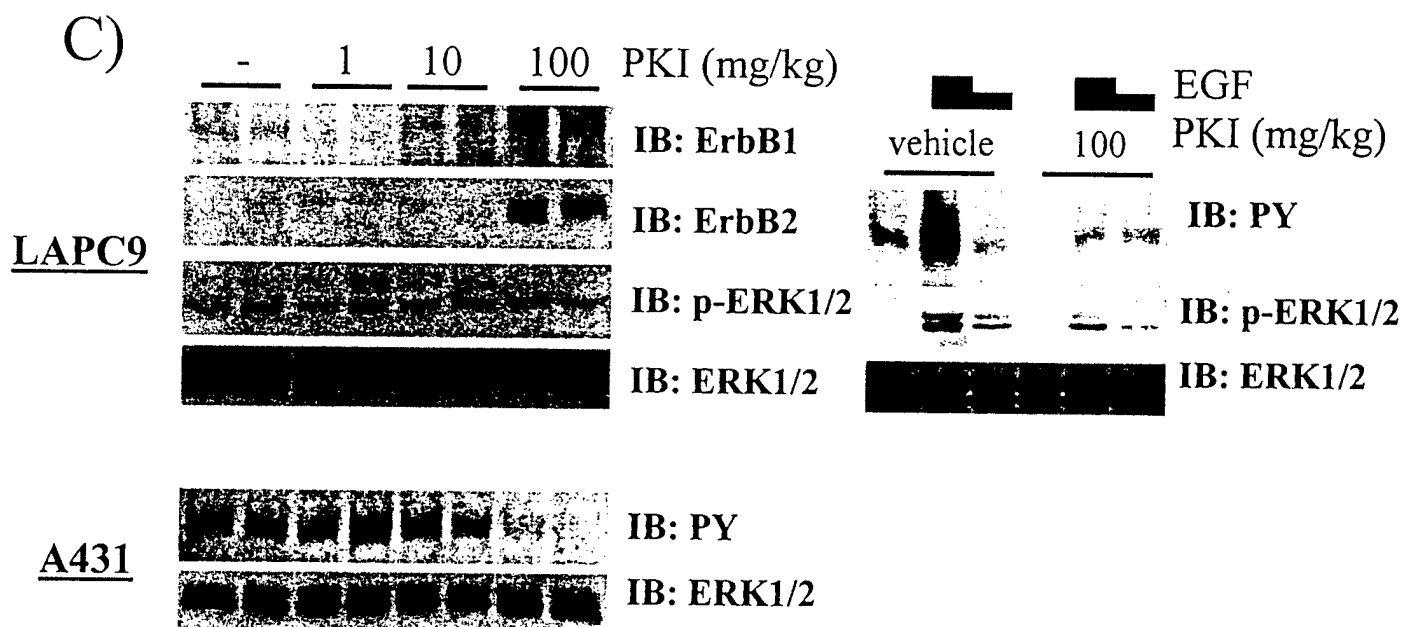 C)
- 1 10 100 PKI (mg/kg)
IB: ErbB1
IB: ErbB2
LAPC9
IB: p-ERK1/2
IB: ERK1/2
EGF
vehicle 100 PKI (mg/kg)
IB: PY
IB: p-ERK1/2
IB: ERK1/2
A431
IB: PY
IB: ERK1/2